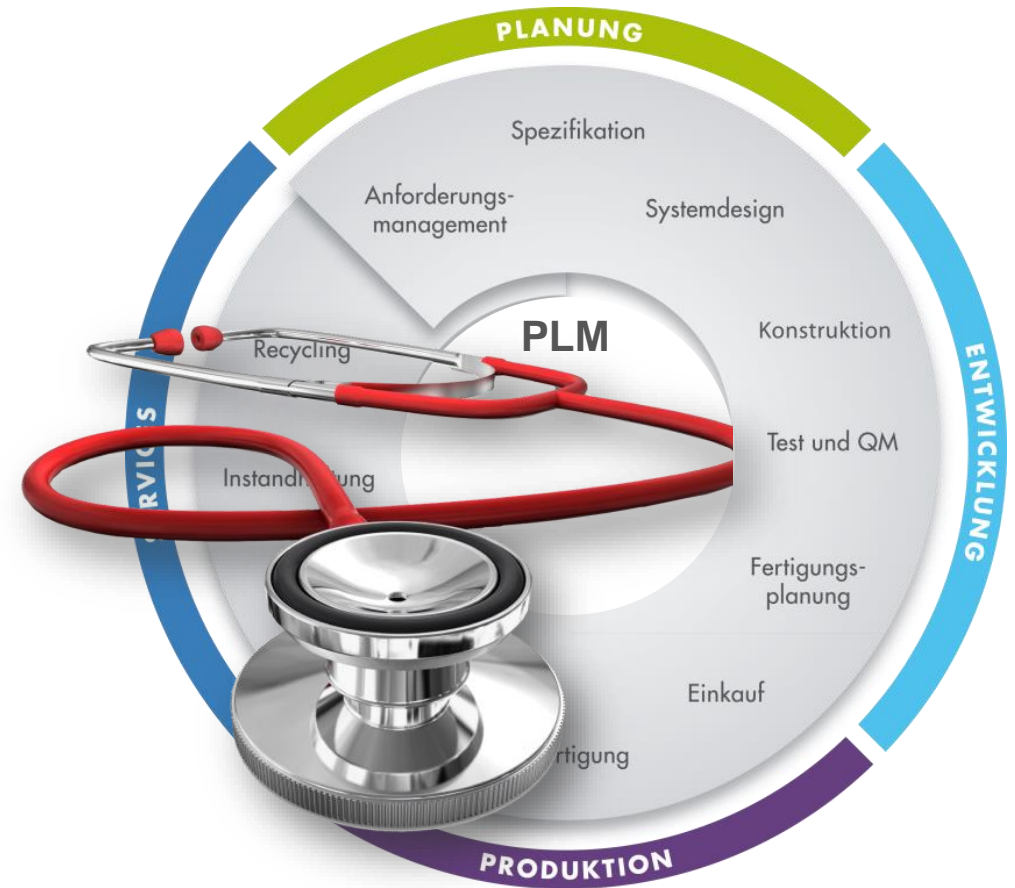 PLANUNG
Spezifikation
Anforderungs-
management
Systemdesign
PLM
Konstruktion
Recycling
ENTWICKLUNG
Test und QM
Fertigungs-
planung
Einkauf
PRODUKTION